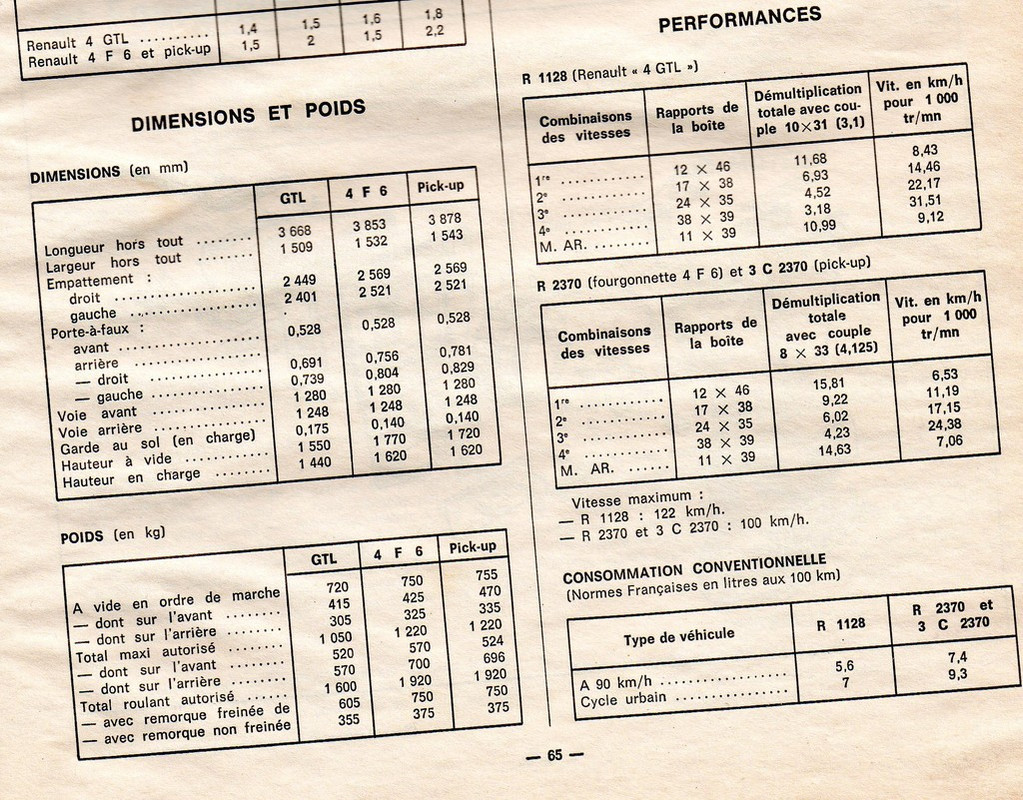 Renault 4 GTL .......... 1,4 1,5 1,6 1,8
Renault 4 F 6 et pick-up 1,5 2 1,5 2,2
DIMENSIONS ET POIDS
DIMENSIONS (en mm)
GTL 4 F 6 Pick-up
Longueur hors tout ........ 3 668 3 853 3 878
Largeur hors tout ........ 1 509 1 532 1 543
Empattement :
droit .................. 2 449 2 569 2 569
gauche .................. 2 401 2 521 2 521
Porte-à-faux :
avant .................. 0,528 0,528 0,528
arrière ..................
— droit .............. 0,691 0,756 0,781
— gauche .............. 0,739 0,804 0,829
Voie avant .............. 1 280 1 280 1 280
Voie arrière .............. 1 248 1 248 1 248
Garde au sol (en charge) 0,175 0,140 0,140
Hauteur à vide .......... 1 550 1 770 1 720
Hauteur en charge ........ 1 440 1 620 1 620
POIDS (en kg)
GTL 4 F 6 Pick-up
A vide en ordre de marche 720 750 755
— dont sur l'avant ...... 415 425 470
— dont sur l'arrière ....... 305 325 335
Total maxi autorisé ....... 1 050 1 220 1 220
— dont sur l'avant ...... 520 570 524
— dont sur l'arrière ....... 570 700 696
Total roulant autorisé ...... 1 600 1 920 1 920
— avec remorque freinée de 605 750 750
— avec remorque non freinée 355 375 375
PERFORMANCES
R 1128 (Renault « 4 GTL »)
Combinaisons des vitesses Rapports de la boîte Démultiplication totale avec cou- ple 10×31 (3,1) Vit. en km/h pour 1 000 tr/mn
1re ............ 12 × 46 11,68 8,43
2e ............ 17 × 38 6,93 14,46
3e ............ 24 × 35 4,52 22,17
4e ............ 38 × 39 3,18 31,51
M. AR. ........ 11 × 39 10,99 9,12
R 2370 (fourgonnette 4 F 6) et 3 C 2370 (pick-up)
Combinaisons des vitesses Rapports de la boîte Démultiplication totale avec couple 8 × 33 (4,125) Vit. en km/h pour 1 000 tr/mn
1re ............ 12 × 46 15,81 6,53
2e ............ 17 × 38 9,22 11,19
3e ............ 24 × 35 6,02 17,15
4e ............ 38 × 39 4,23 24,38
M. AR. ...... 11 × 39 14,63 7,06
Vitesse maximum :
— R 1128 : 122 km/h.
— R 2370 et 3 C 2370 : 100 km/h.
CONSOMMATION CONVENTIONNELLE
(Normes Françaises en litres aux 100 km)
Type de véhicule R 1128 R 2370 et 3 C 2370
A 90 km/h .................. 5,6 7,4
Cycle urbain ................ 7 9,3
— 65 —